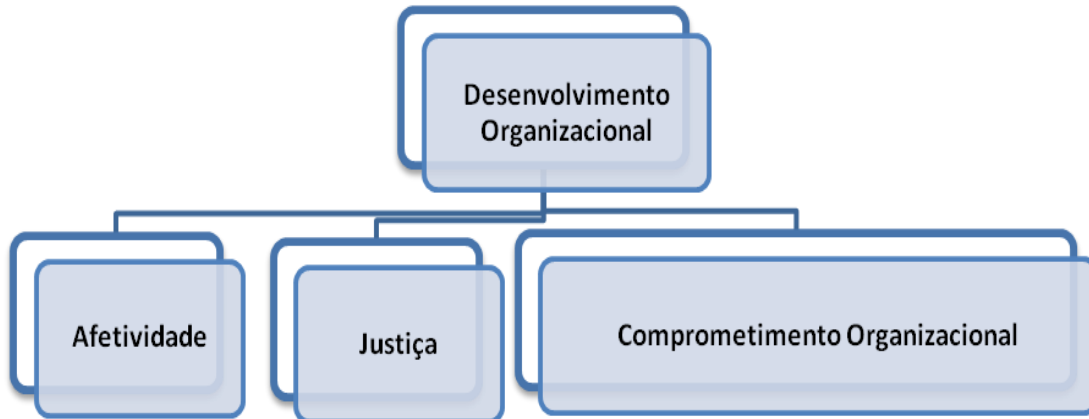 Desenvolvimento
Organizacional
Afetividade
Justiça
Comprometimento Organizacional